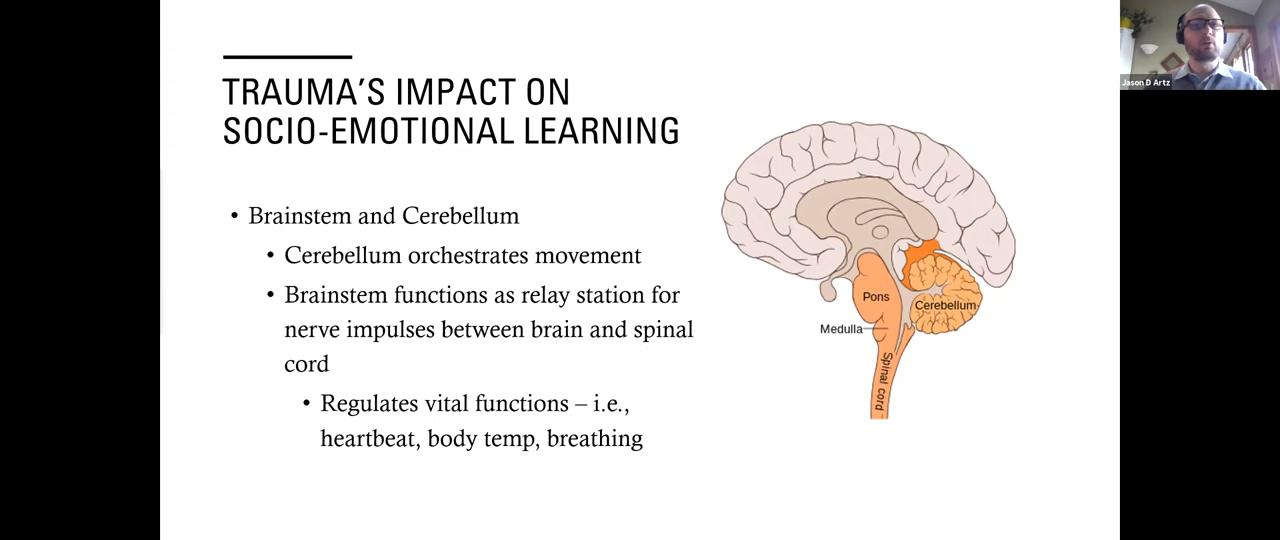 TRAUMA'S IMPACT ON
SOCIO-EMOTIONAL LEARNING
• Brainstem and Cerebellum
• Cerebellum orchestrates movement
• Brainstem functions as relay station for
nerve impulses between brain and spinal
cord
• Regulates vital functions – i.e.,
heartbeat, body temp, breathing
Pons
Cerebellum
Medulla
Spinal cord
Jason D Artz